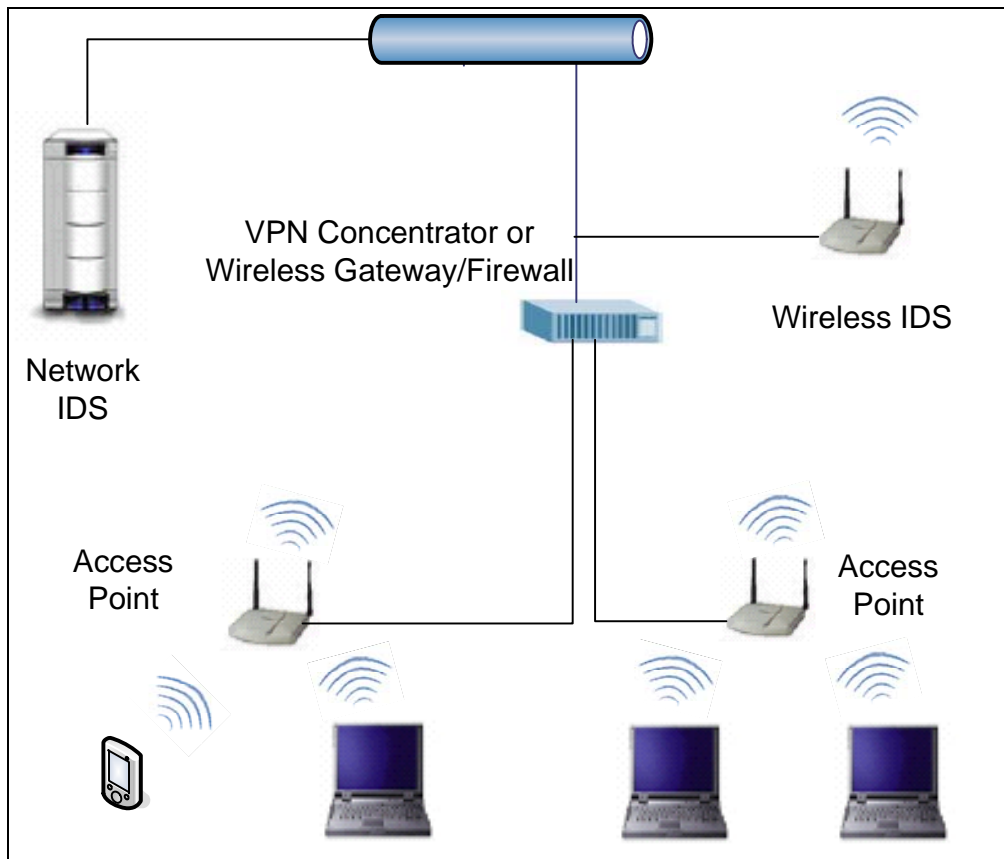 VPN Concentrator or
Wireless Gateway/Firewall
Wireless IDS
Network
IDS
Access
Point
Access
Point